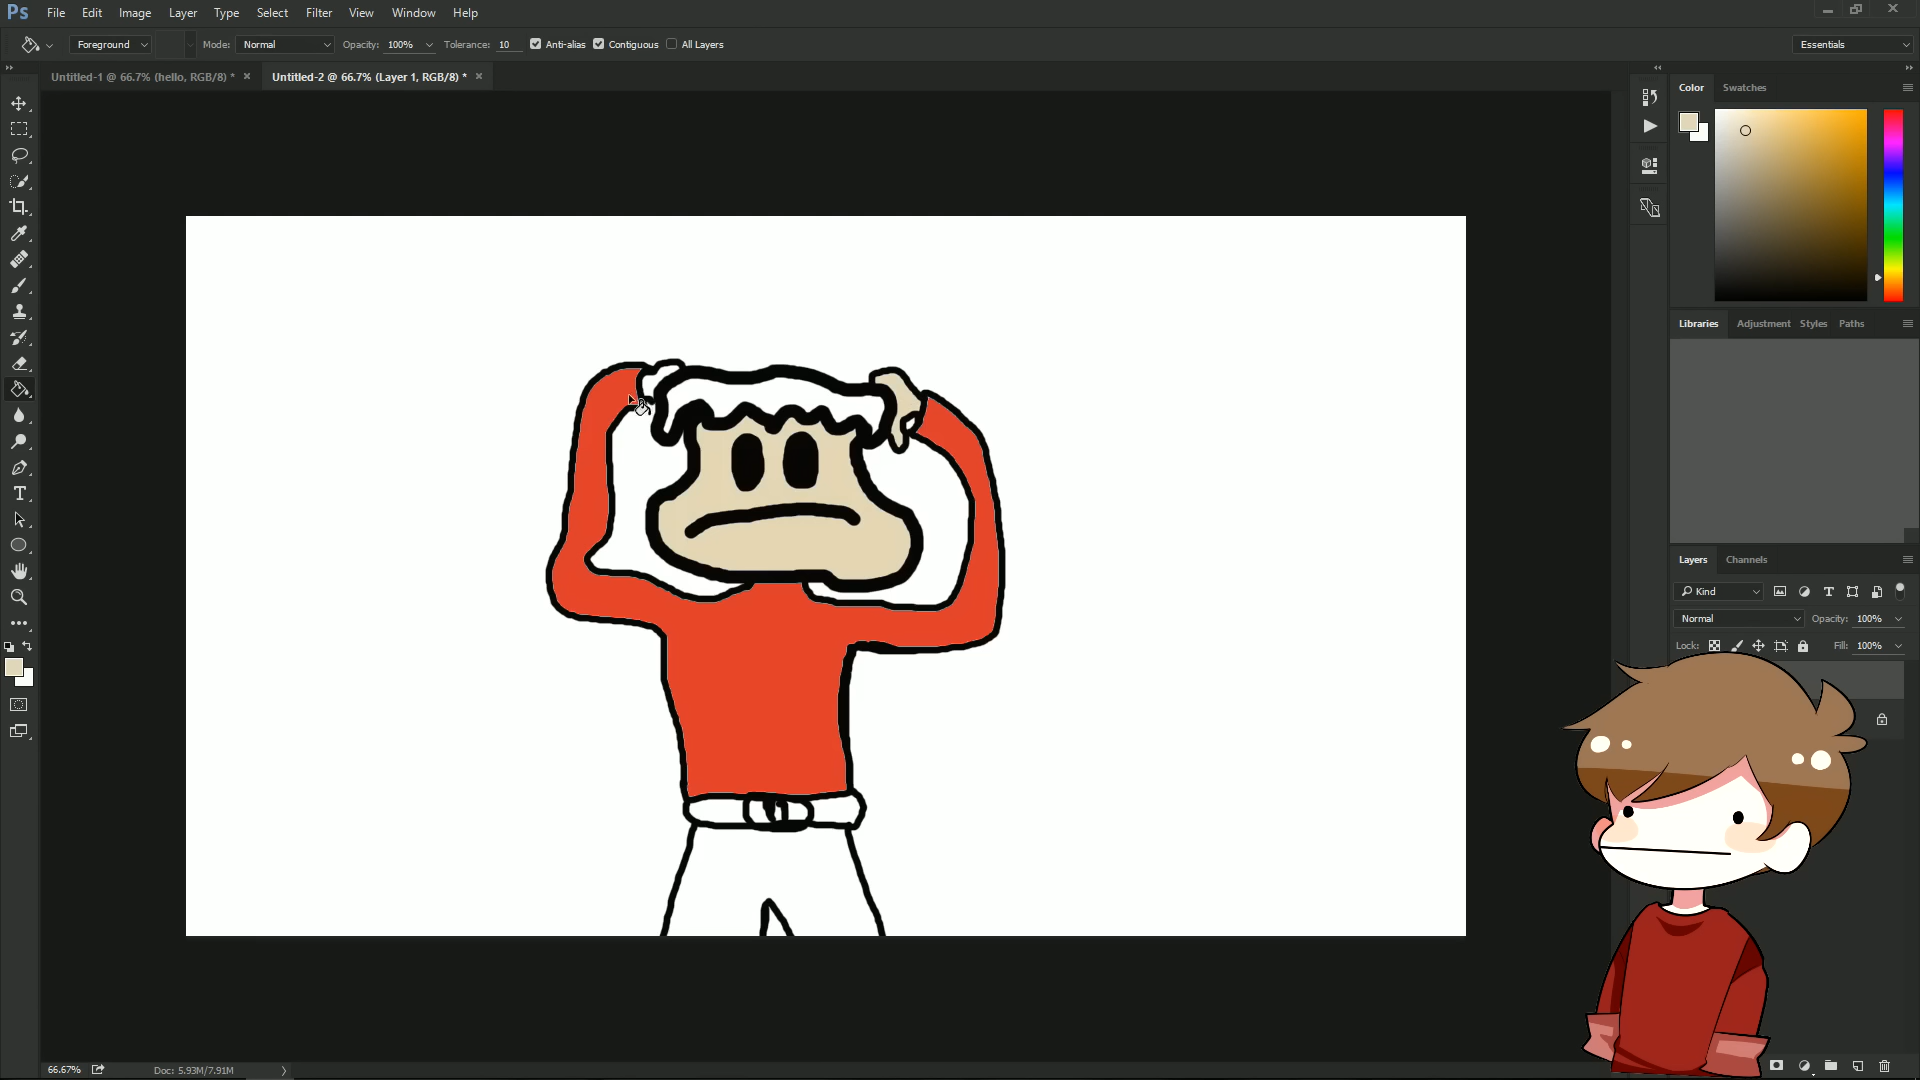 Ps File Edit Image Layer Type Select Filter View Window Help
Foreground Mode: Normal Opacity: 100% Tolerance: 10 Anti-alias Contiguous All Layers Essentials
Untitled-1 @ 66.7% (hello, RGB/8) * × Untitled-2 @ 66.7% (Layer 1, RGB/8) * ×
Color Swatches
Libraries Adjustment Styles Paths
Layers Channels
Kind
Normal Opacity: 100%
Lock: Fill: 100%
66.67% Doc: 5.93M/7.91M